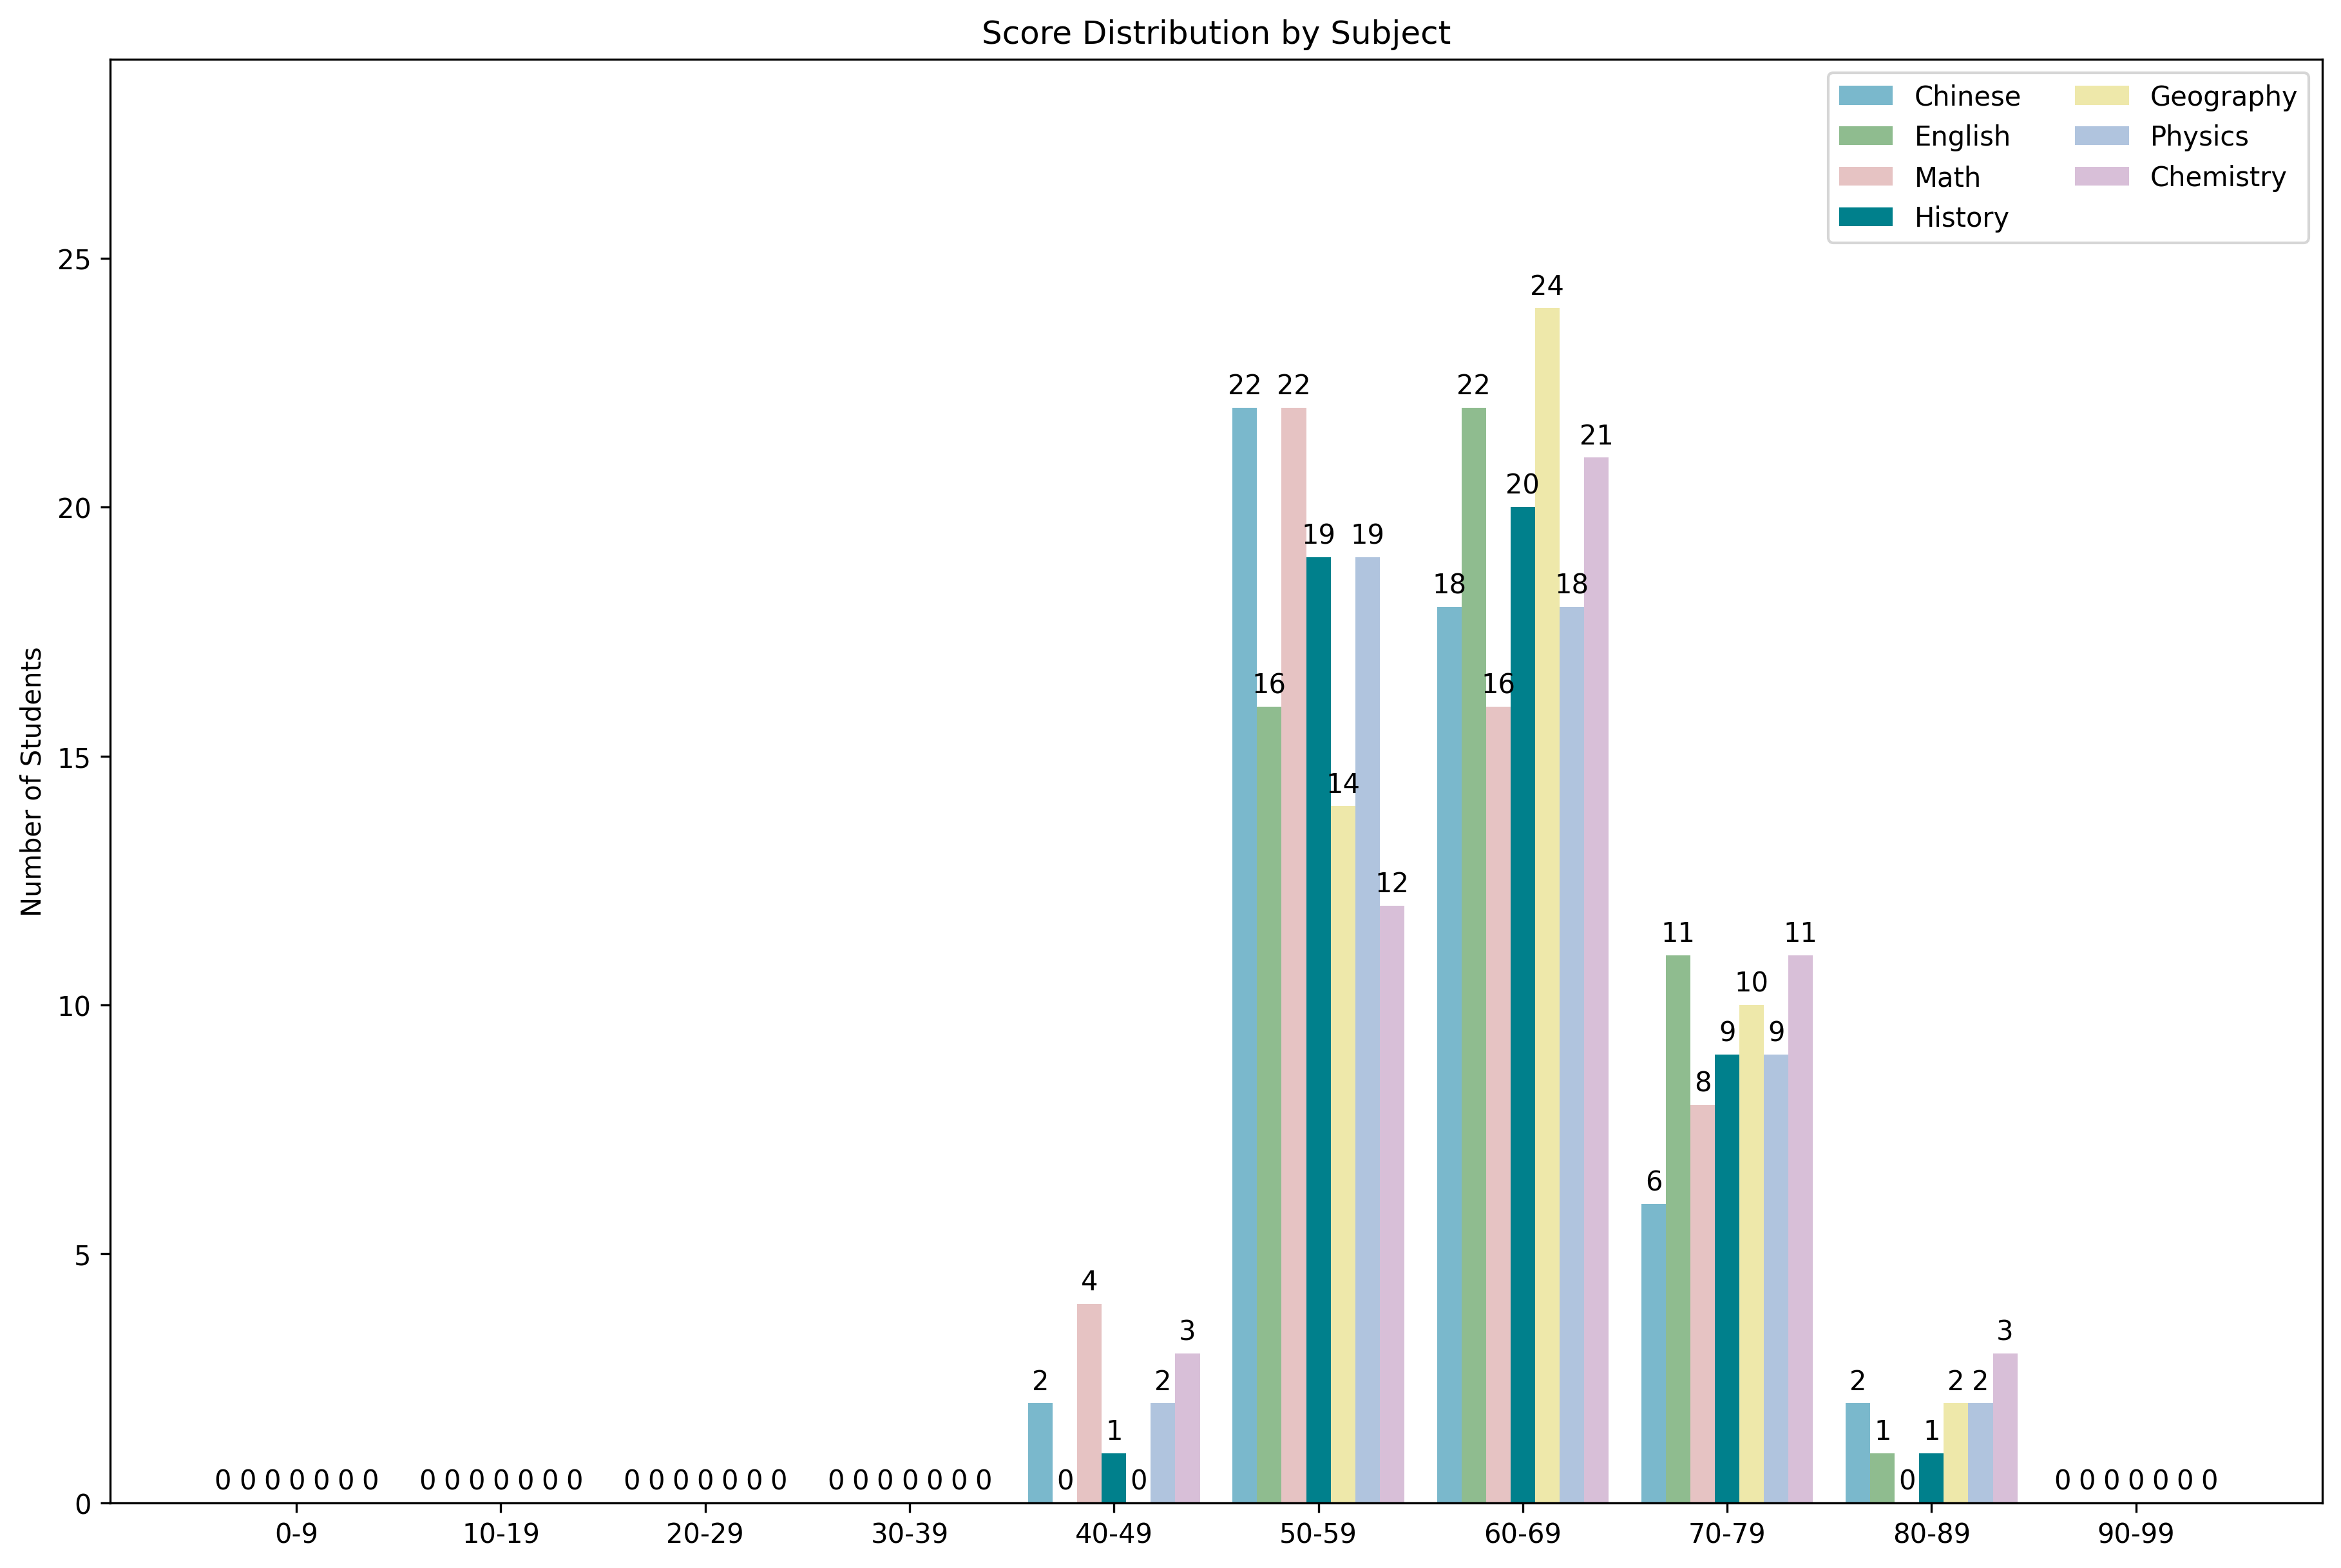 Score Distribution by Subject
Chinese
English
Math
History
Geography
Physics
Chemistry
Number of Students
25
20
15
10
5
0
0 0 0 0 0 0 0
0 0 0 0 0 0 0
0 0 0 0 0 0 0
0 0 0 0 0 0 0
2 0 4 1 0 2 3
22 16 22 19 14 19 12
18 22 16 20 24 18 21
6 11 8 9 10 9 11
2 1 0 1 2 2 3
0 0 0 0 0 0 0
0-9 10-19 20-29 30-39 40-49 50-59 60-69 70-79 80-89 90-99